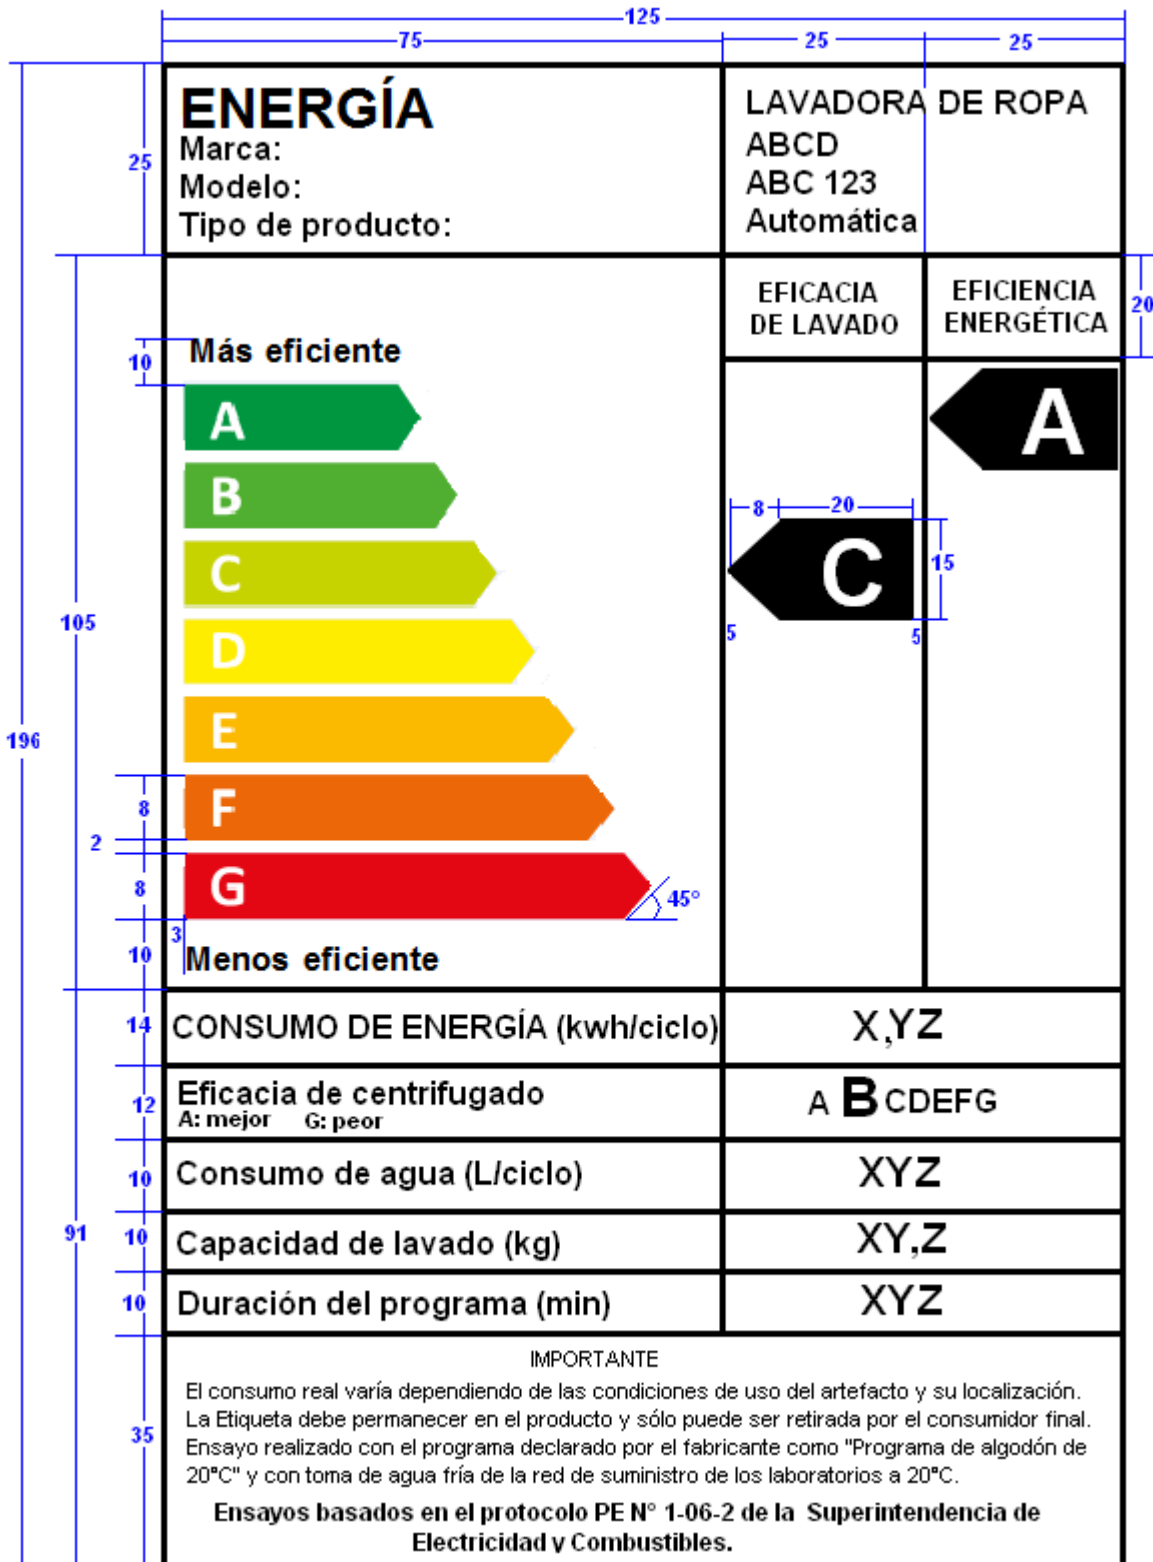 125
75
25
25
ENERGÍA
Marca:
Modelo:
Tipo de producto:
LAVADORA DE ROPA
ABCD
ABC 123
Automática
25
EFICACIA
DE LAVADO
EFICIENCIA
ENERGÉTICA
20
10
Más eficiente
A
A
B
8
20
C
C
15
5
5
105
D
196
E
F
8
2
G
8
45°
3
10
Menos eficiente
14
CONSUMO DE ENERGÍA (kwh/ciclo)
X,YZ
12
Eficacia de centrifugado
A: mejor G: peor
A B CDEFG
10
Consumo de agua (L/ciclo)
XYZ
91
10
Capacidad de lavado (kg)
XY,Z
10
Duración del programa (min)
XYZ
35
IMPORTANTE
El consumo real varía dependiendo de las condiciones de uso del artefacto y su localización.
La Etiqueta debe permanecer en el producto y sólo puede ser retirada por el consumidor final.
Ensayo realizado con el programa declarado por el fabricante como "Programa de algodón de
20°C" y con toma de agua fría de la red de suministro de los laboratorios a 20°C.
Ensayos basados en el protocolo PE N° 1-06-2 de la Superintendencia de
Electricidad y Combustibles.